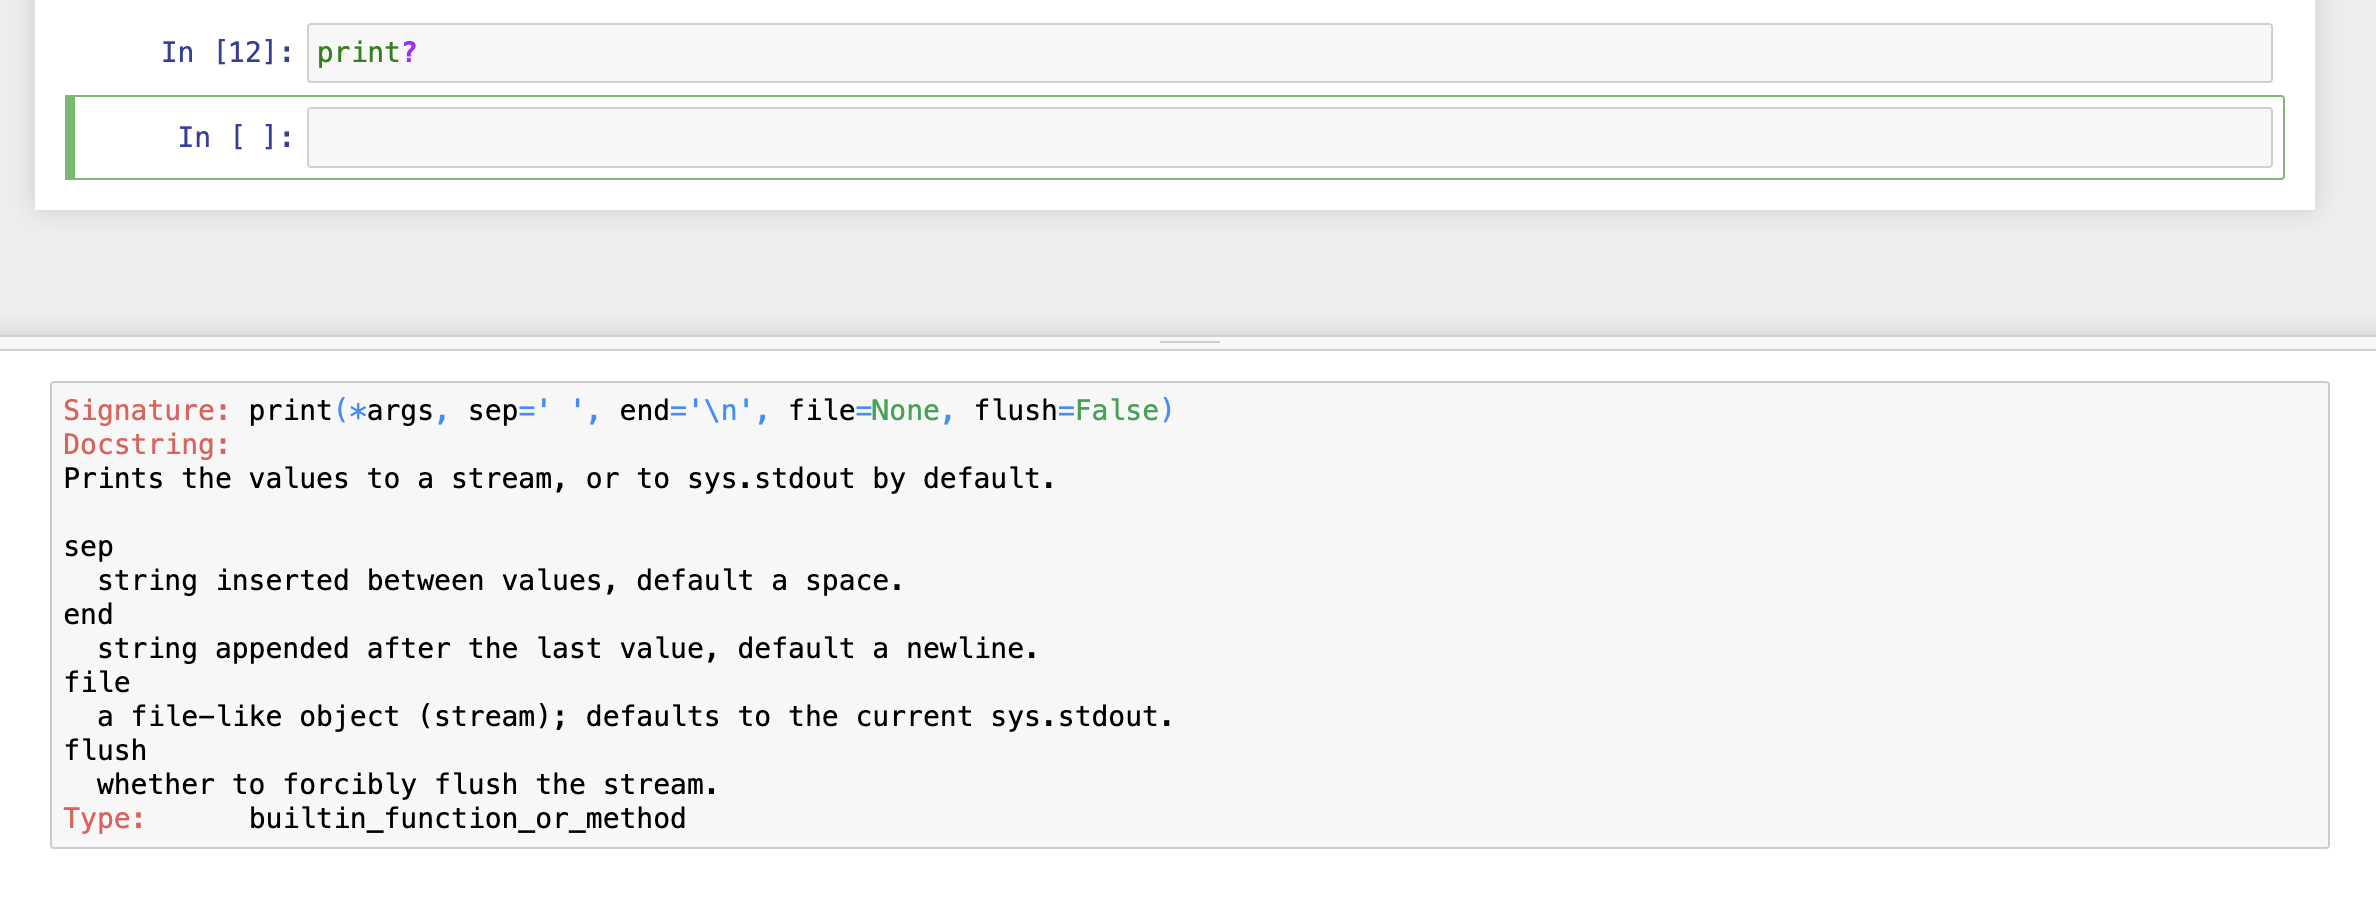 In [12]: print?
In [ ]:
Signature: print(*args, sep=' ', end='\n', file=None, flush=False)
Docstring:
Prints the values to a stream, or to sys.stdout by default.

sep
  string inserted between values, default a space.
end
  string appended after the last value, default a newline.
file
  a file-like object (stream); defaults to the current sys.stdout.
flush
  whether to forcibly flush the stream.
Type:      builtin_function_or_method